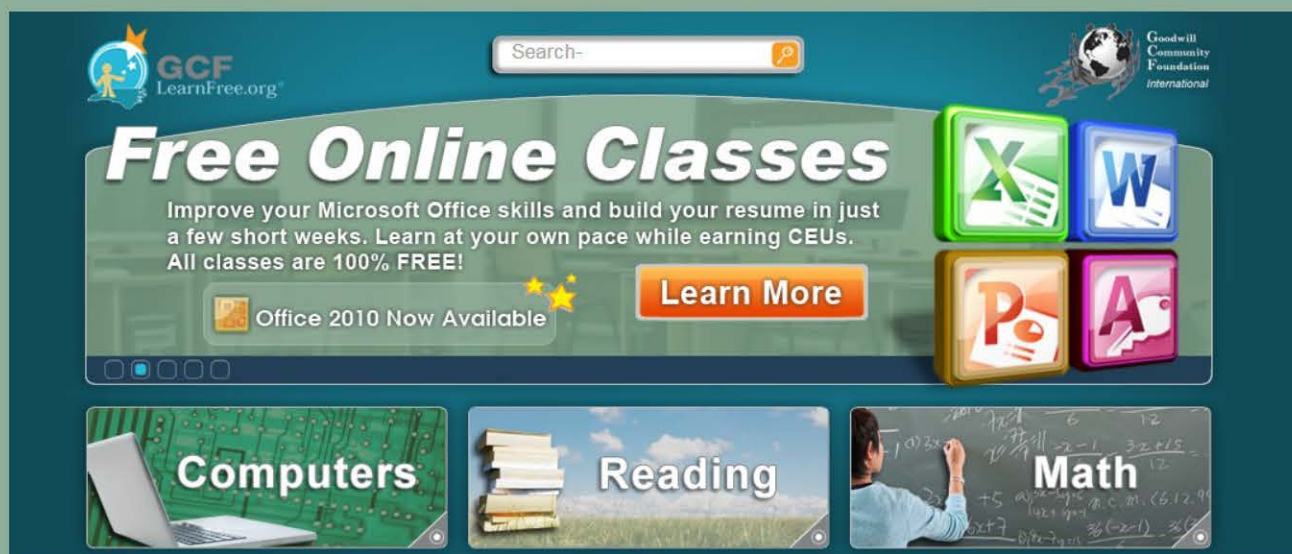 GCF
LearnFree.org®
Search-
Goodwill
Community
Foundation
International
Free Online Classes
Improve your Microsoft Office skills and build your resume in just
a few short weeks. Learn at your own pace while earning CEUs.
All classes are 100% FREE!
Office 2010 Now Available
Learn More
X
W
P
A
Computers
Reading
Math